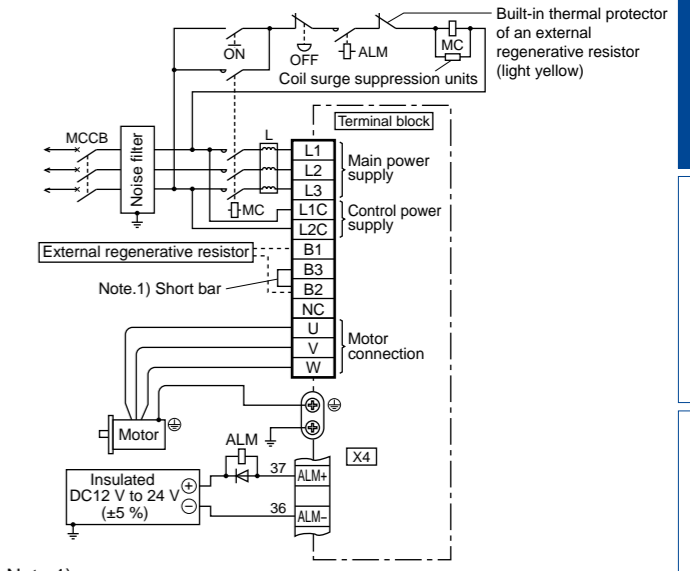 Built-in thermal protector
of an external
regenerative resistor
(light yellow)
ON
OFF
ALM
MC
Coil surge suppression units
Terminal block
MCCB
Noise filter
L
L1
L2
L3
Main power
supply
MC
L1C
L2C
Control power
supply
External regenerative resistor
B1
B3
Note.1) Short bar
B2
NC
U
V
W
Motor
connection
Motor
ALM
X4
Insulated
DC12 V to 24 V
(±5 %)
+
−
37
ALM+
36
ALM−